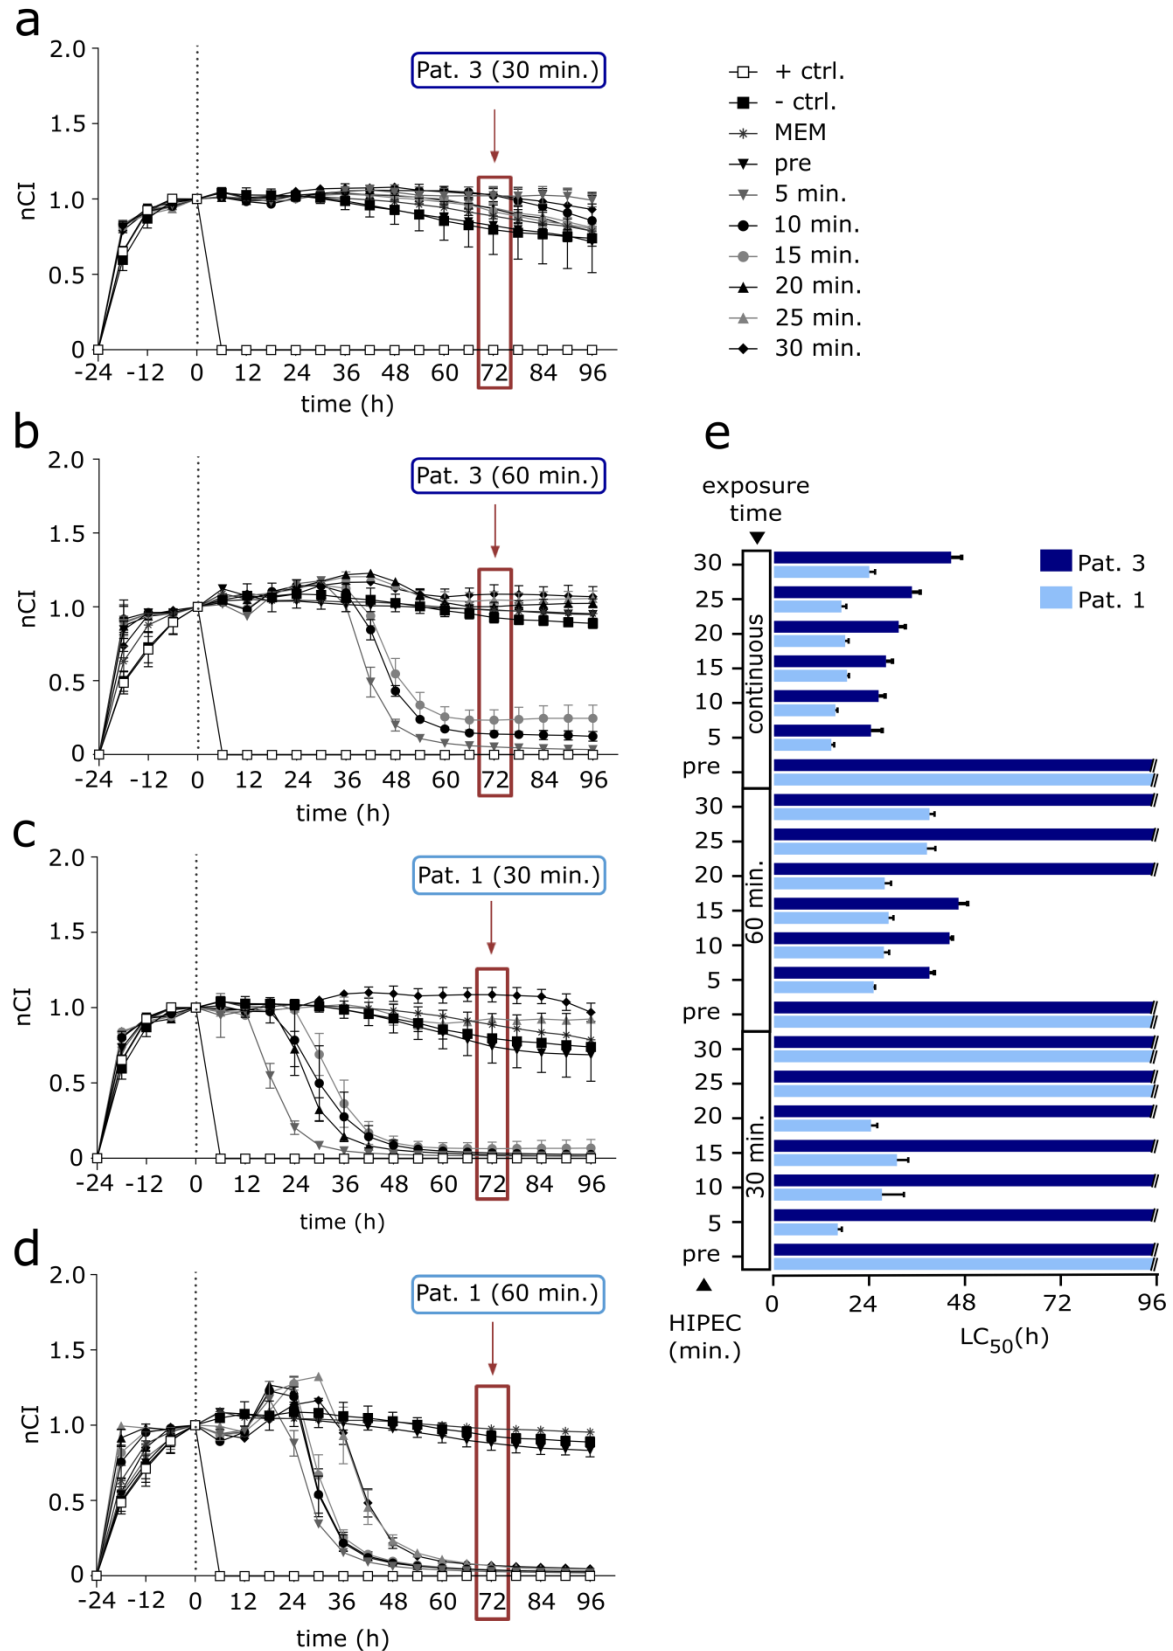 a
2.0
1.5
1.0
0.5
0
nCI
-24 -12 0 12 24 36 48 60 72 84 96
time (h)
Pat. 3 (30 min.)
+ ctrl.
- ctrl.
MEM
pre
5 min.
10 min.
15 min.
20 min.
25 min.
30 min.
b
2.0
1.5
1.0
0.5
0
nCI
-24 -12 0 12 24 36 48 60 72 84 96
time (h)
Pat. 3 (60 min.)
c
2.0
1.5
1.0
0.5
0
nCI
-24 -12 0 12 24 36 48 60 72 84 96
time (h)
Pat. 1 (30 min.)
d
2.0
1.5
1.0
0.5
0
nCI
-24 -12 0 12 24 36 48 60 72 84 96
time (h)
Pat. 1 (60 min.)
e
exposure
time
Pat. 3
Pat. 1
continuous
30
25
20
15
10
5
pre
60 min.
30
25
20
15
10
5
pre
30 min.
30
25
20
15
10
5
pre
HIPEC
(min.)
0 24 48 72 96
LC50(h)